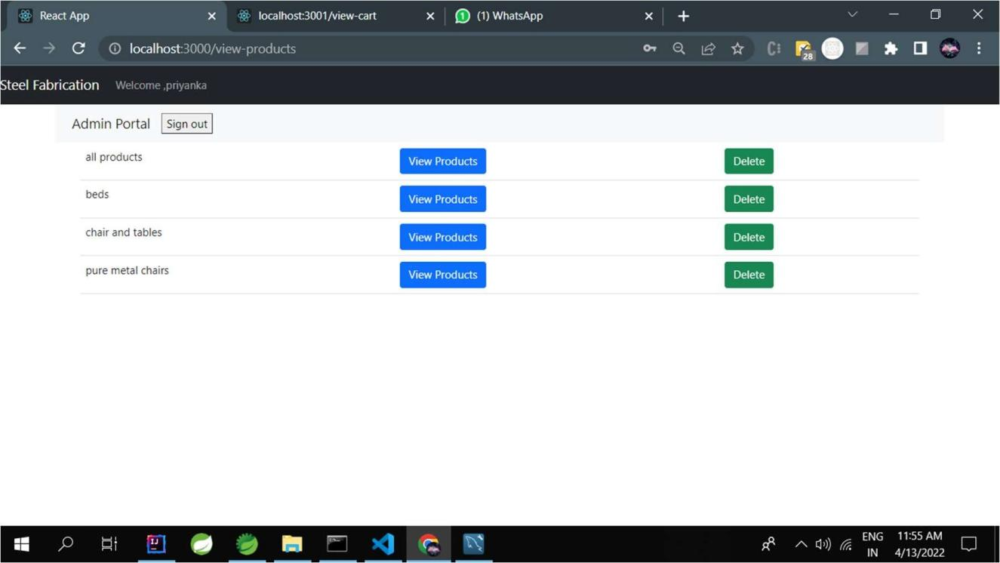 React App
localhost:3001/view-cart
(1) WhatsApp
localhost:3000/view-products
28
Steel Fabrication Welcome ,priyanka
Admin Portal Sign out
all products View Products Delete
beds View Products Delete
chair and tables View Products Delete
pure metal chairs View Products Delete
ENG 11:55 AM
IN 4/13/2022